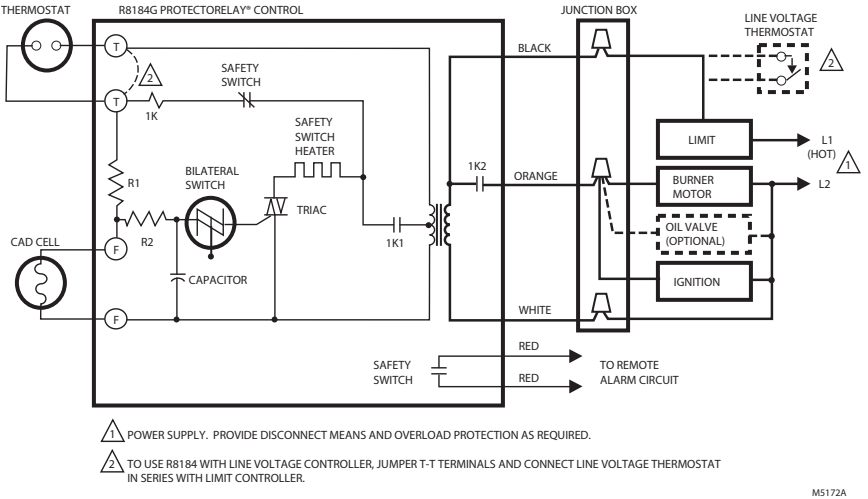 THERMOSTAT
R8184G PROTECTORELAY® CONTROL
JUNCTION BOX
LINE VOLTAGE
THERMOSTAT
T
BLACK
2
SAFETY
SWITCH
2
T
1K
SAFETY
SWITCH
HEATER
LIMIT
L1
(HOT)
1
1K2
ORANGE
BURNER
MOTOR
L2
R1
BILATERAL
SWITCH
TRIAC
OIL VALVE
(OPTIONAL)
R2
1K1
CAD CELL
F
CAPACITOR
IGNITION
WHITE
F
RED
SAFETY
SWITCH
TO REMOTE
ALARM CIRCUIT
RED
1 POWER SUPPLY. PROVIDE DISCONNECT MEANS AND OVERLOAD PROTECTION AS REQUIRED.
2 TO USE R8184 WITH LINE VOLTAGE CONTROLLER, JUMPER T-T TERMINALS AND CONNECT LINE VOLTAGE THERMOSTAT
IN SERIES WITH LIMIT CONTROLLER.
M5172A